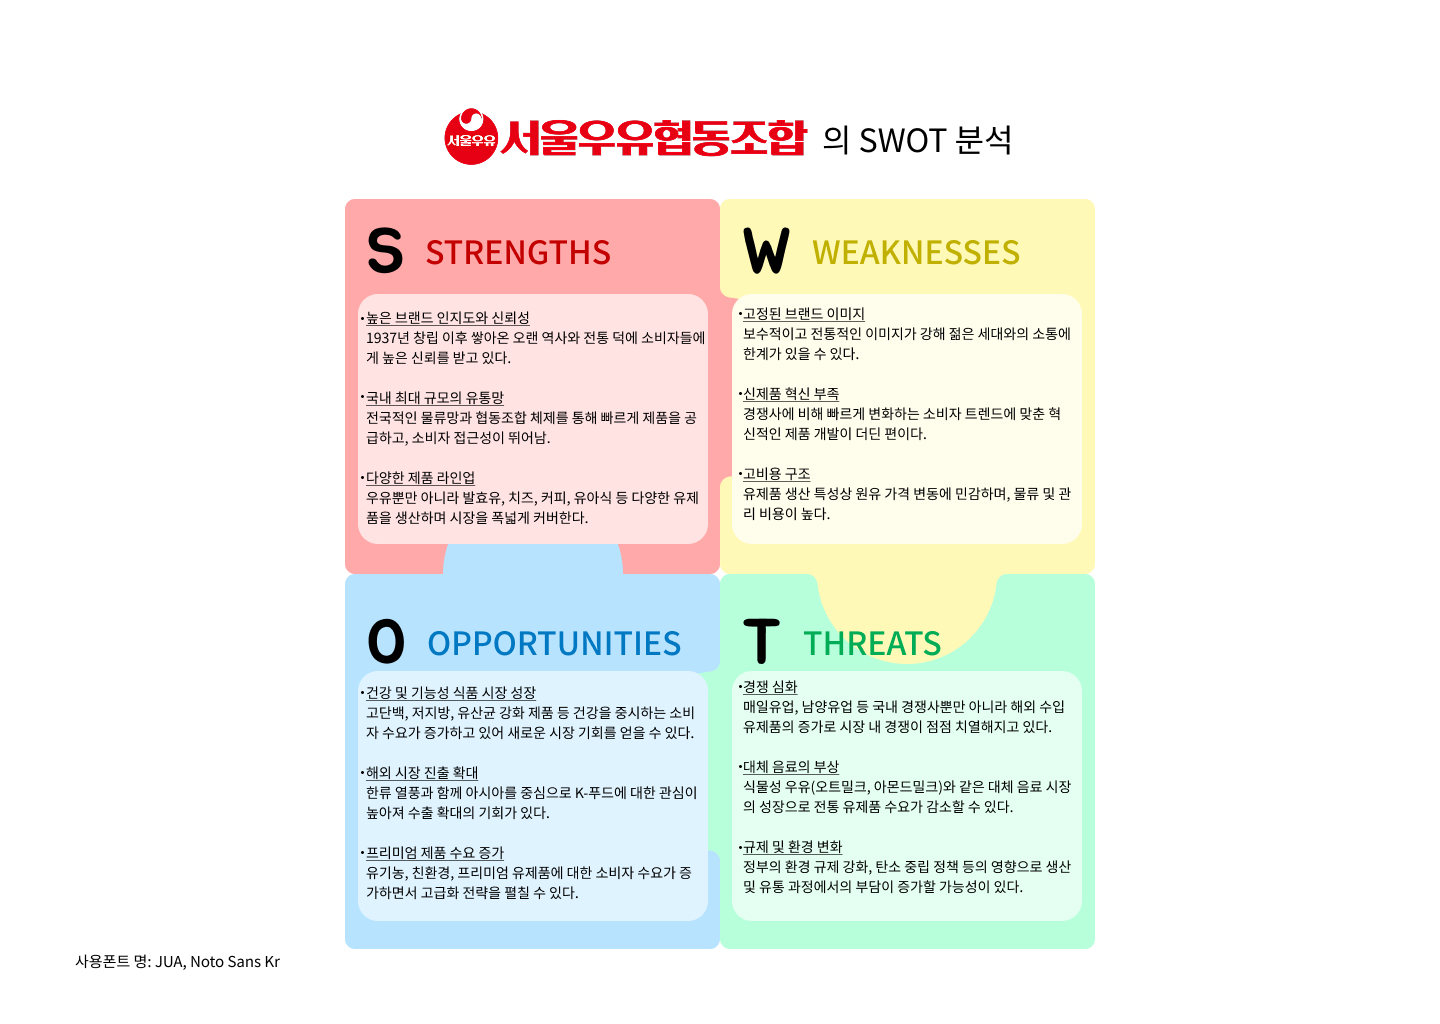 서울우유 서울우유협동조합 의 SWOT 분석
S STRENGTHS
•높은 브랜드 인지도와 신뢰성
1937년 창립 이후 쌓아온 오랜 역사와 전통 덕에 소비자들에
게 높은 신뢰를 받고 있다.
•국내 최대 규모의 유통망
전국적인 물류망과 협동조합 체제를 통해 빠르게 제품을 공
급하고, 소비자 접근성이 뛰어남.
•다양한 제품 라인업
우유뿐만 아니라 발효유, 치즈, 커피, 유아식 등 다양한 유제
품을 생산하며 시장을 폭넓게 커버한다.
W WEAKNESSES
•고정된 브랜드 이미지
보수적이고 전통적인 이미지가 강해 젊은 세대와의 소통에
한계가 있을 수 있다.
•신제품 혁신 부족
경쟁사에 비해 빠르게 변화하는 소비자 트렌드에 맞춘 혁
신적인 제품 개발이 더딘 편이다.
•고비용 구조
유제품 생산 특성상 원유 가격 변동에 민감하며, 물류 및 관
리 비용이 높다.
O OPPORTUNITIES
•건강 및 기능성 식품 시장 성장
고단백, 저지방, 유산균 강화 제품 등 건강을 중시하는 소비
자 수요가 증가하고 있어 새로운 시장 기회를 얻을 수 있다.
•해외 시장 진출 확대
한류 열풍과 함께 아시아를 중심으로 K-푸드에 대한 관심이
높아져 수출 확대의 기회가 있다.
•프리미엄 제품 수요 증가
유기농, 친환경, 프리미엄 유제품에 대한 소비자 수요가 증
가하면서 고급화 전략을 펼칠 수 있다.
T THREATS
•경쟁 심화
매일유업, 남양유업 등 국내 경쟁사뿐만 아니라 해외 수입
유제품의 증가로 시장 내 경쟁이 점점 치열해지고 있다.
•대체 음료의 부상
식물성 우유(오트밀크, 아몬드밀크)와 같은 대체 음료 시장
의 성장으로 전통 유제품 수요가 감소할 수 있다.
•규제 및 환경 변화
정부의 환경 규제 강화, 탄소 중립 정책 등의 영향으로 생산
및 유통 과정에서의 부담이 증가할 가능성이 있다.
사용폰트 명: JUA, Noto Sans Kr